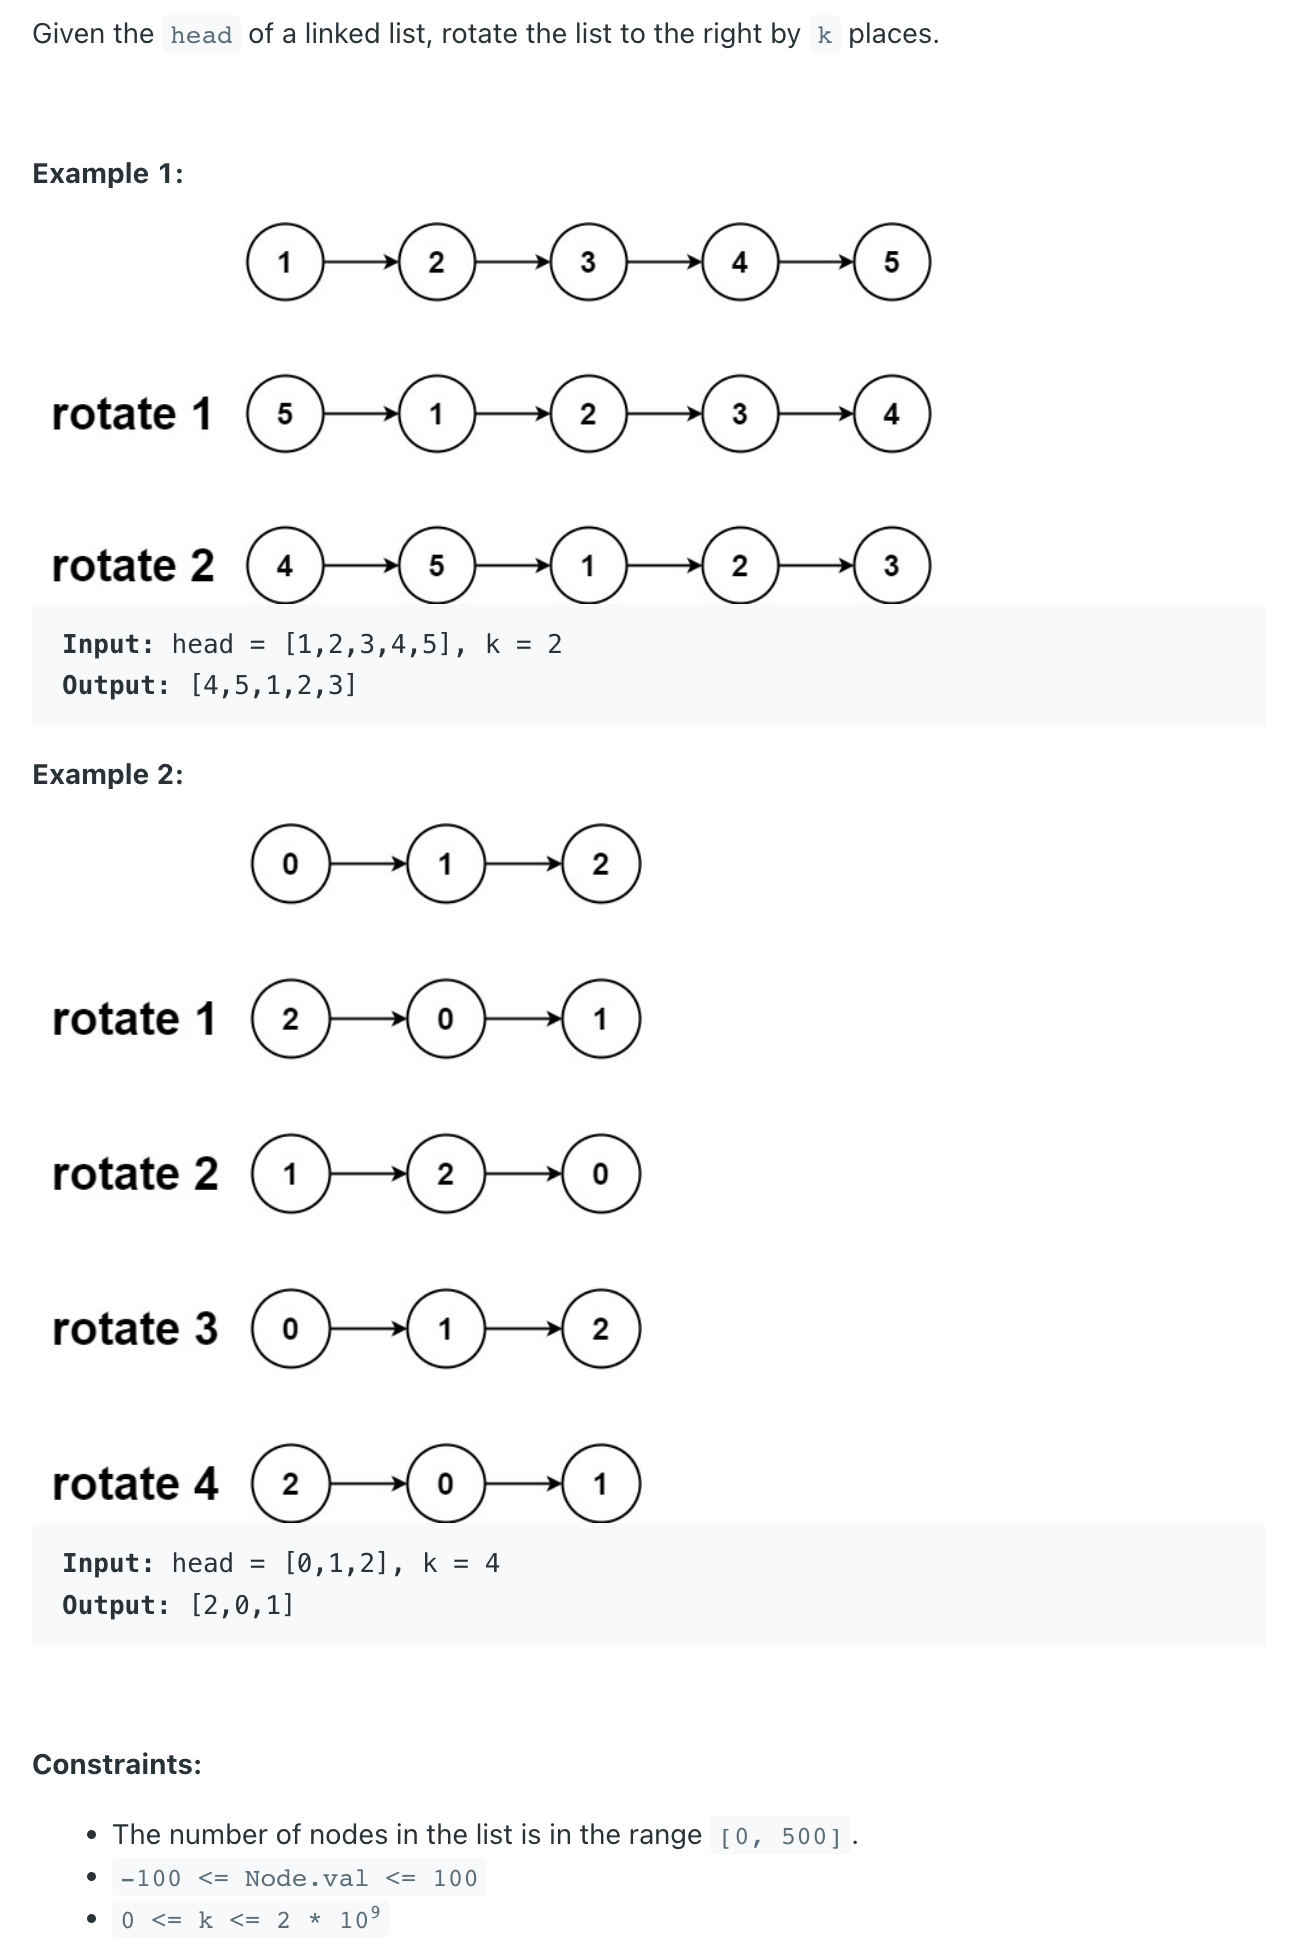 Given the head of a linked list, rotate the list to the right by k places.
Example 1:
1 2 3 4 5
rotate 1 5 1 2 3 4
rotate 2 4 5 1 2 3
Input: head = [1,2,3,4,5], k = 2
Output: [4,5,1,2,3]
Example 2:
0 1 2
rotate 1 2 0 1
rotate 2 1 2 0
rotate 3 0 1 2
rotate 4 2 0 1
Input: head = [0,1,2], k = 4
Output: [2,0,1]
Constraints:
• The number of nodes in the list is in the range [0, 500].
• -100 <= Node.val <= 100
• 0 <= k <= 2 * 10⁹